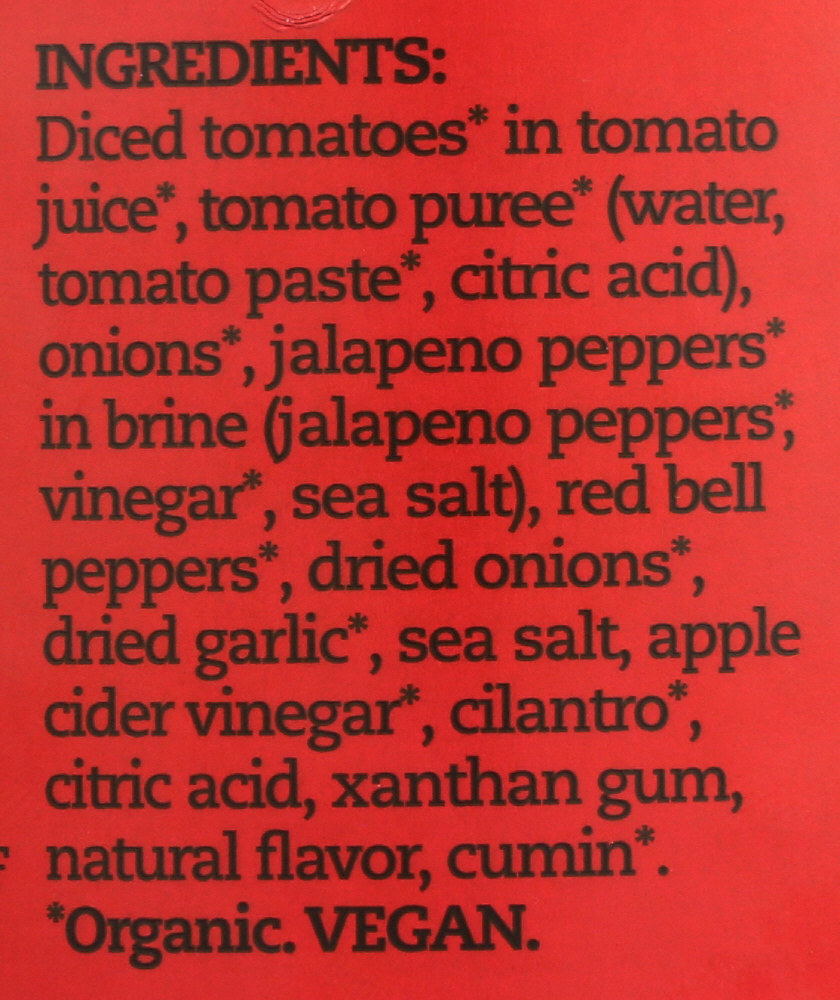 INGREDIENTS:
Diced tomatoes* in tomato
juice*, tomato puree* (water,
tomato paste*, citric acid),
onions*, jalapeno peppers*
in brine (jalapeno peppers*,
vinegar*, sea salt), red bell
peppers*, dried onions*,
dried garlic*, sea salt, apple
cider vinegar*, cilantro*,
citric acid, xanthan gum,
natural flavor, cumin*.
*Organic. VEGAN.